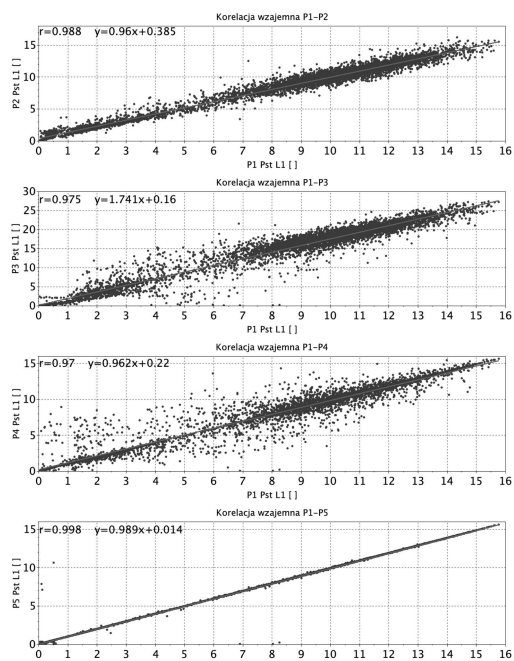 Korelacja wzajemna P1-P2
r=0.988 y=0.96x+0.385
15
10
5
0
P2 Pst L1 [ ]
0 1 2 3 4 5 6 7 8 9 10 11 12 13 14 15 16
P1 Pst L1 [ ]
Korelacja wzajemna P1-P3
30
r=0.975 y=1.741x+0.16
25
20
15
10
5
0
P3 Pst L1 [ ]
0 1 2 3 4 5 6 7 8 9 10 11 12 13 14 15 16
P1 Pst L1 [ ]
Korelacja wzajemna P1-P4
15
r=0.97 y=0.962x+0.22
10
5
0
P4 Pst L1 [ ]
0 1 2 3 4 5 6 7 8 9 10 11 12 13 14 15 16
P1 Pst L1 [ ]
Korelacja wzajemna P1-P5
15
r=0.998 y=0.989x+0.014
10
5
0
P5 Pst L1 [ ]
0 1 2 3 4 5 6 7 8 9 10 11 12 13 14 15 16